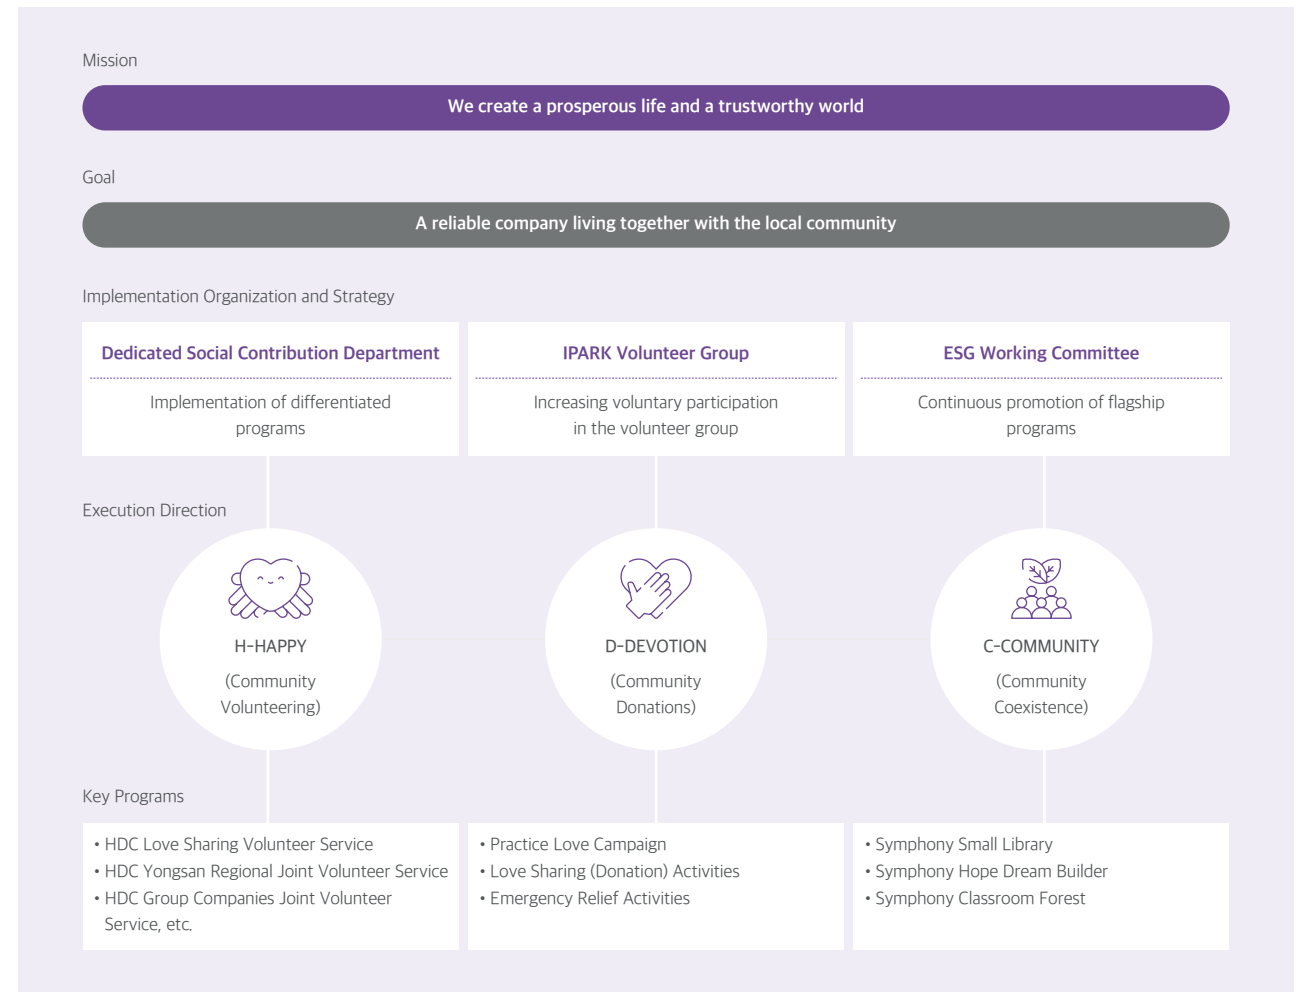 Mission
We create a prosperous life and a trustworthy world
Goal
A reliable company living together with the local community
Implementation Organization and Strategy
Dedicated Social Contribution Department
Implementation of differentiated
programs
IPARK Volunteer Group
Increasing voluntary participation
in the volunteer group
ESG Working Committee
Continuous promotion of flagship
programs
Execution Direction
H-HAPPY
(Community
Volunteering)
D-DEVOTION
(Community
Donations)
C-COMMUNITY
(Community
Coexistence)
Key Programs
• HDC Love Sharing Volunteer Service
• HDC Yongsan Regional Joint Volunteer Service
• HDC Group Companies Joint Volunteer
Service, etc.
• Practice Love Campaign
• Love Sharing (Donation) Activities
• Emergency Relief Activities
• Symphony Small Library
• Symphony Hope Dream Builder
• Symphony Classroom Forest